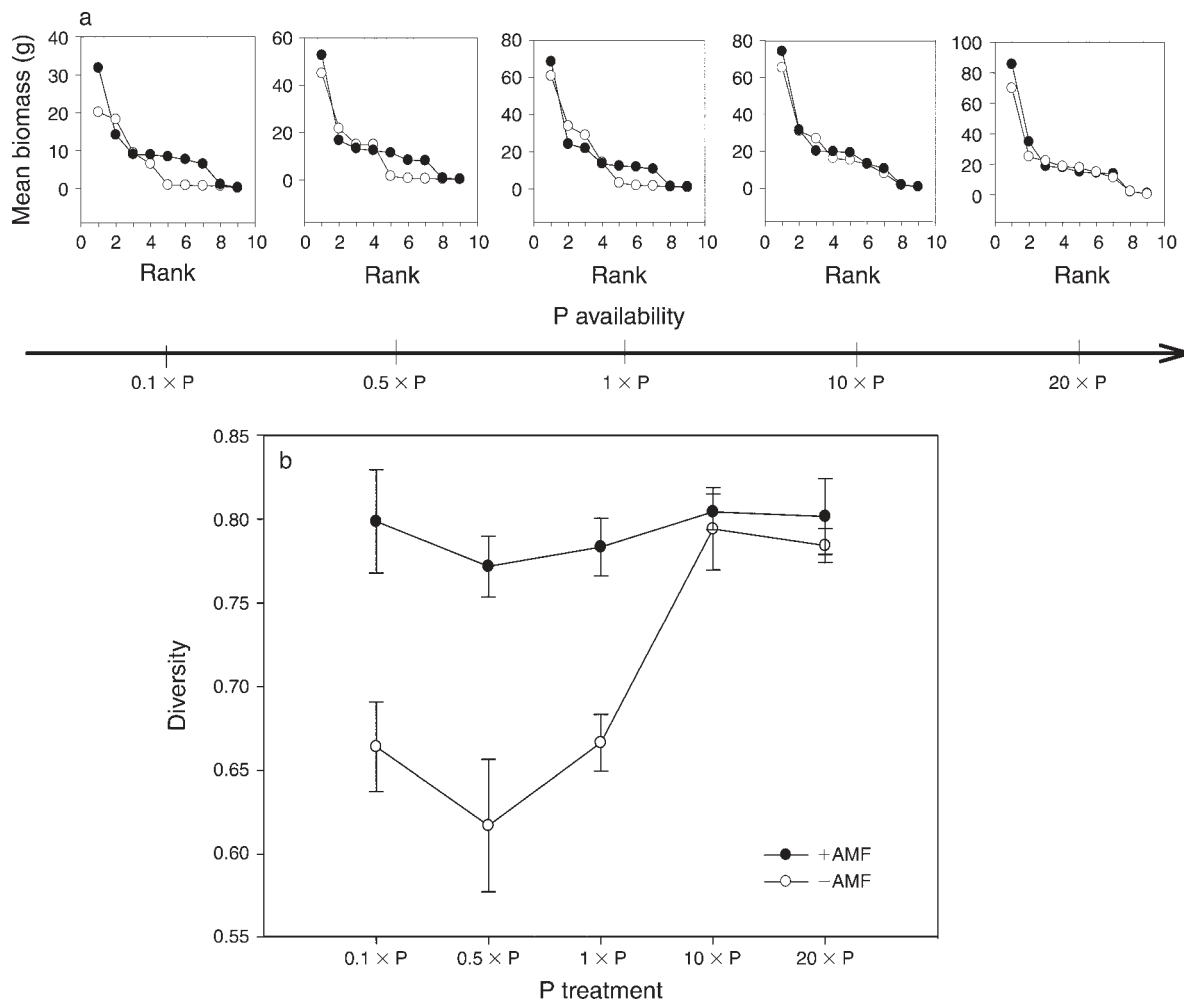 a
Mean biomass (g)
40 30 20 10 0
0 2 4 6 8 10
Rank
60 40 20 0
0 2 4 6 8 10
Rank
80 60 40 20 0
0 2 4 6 8 10
Rank
80 60 40 20 0
0 2 4 6 8 10
Rank
100 80 60 40 20 0
0 2 4 6 8 10
Rank
P availability
0.1 × P 0.5 × P 1 × P 10 × P 20 × P
b
Diversity
0.85
0.80
0.75
0.70
0.65
0.60
0.55
+AMF
−AMF
0.1 × P 0.5 × P 1 × P 10 × P 20 × P
P treatment